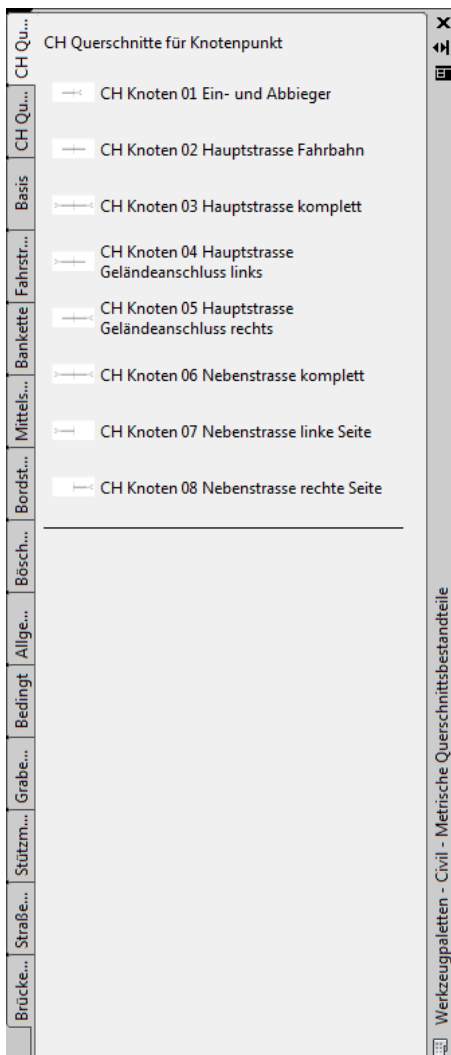 CH Qu...
CH Qu...
Basis
Fahrstr...
Bankette
Mittels...
Bordst...
Bösch...
Allge...
Bedingt
Grabe...
Stützm...
Straße...
Brücke...
CH Querschnitte für Knotenpunkt
CH Knoten 01 Ein- und Abbieger
CH Knoten 02 Hauptstrasse Fahrbahn
CH Knoten 03 Hauptstrasse komplett
CH Knoten 04 Hauptstrasse
Geländeanschluss links
CH Knoten 05 Hauptstrasse
Geländeanschluss rechts
CH Knoten 06 Nebenstrasse komplett
CH Knoten 07 Nebenstrasse linke Seite
CH Knoten 08 Nebenstrasse rechte Seite
Werkzeugpaletten - Civil - Metrische Querschnittsbestandteile